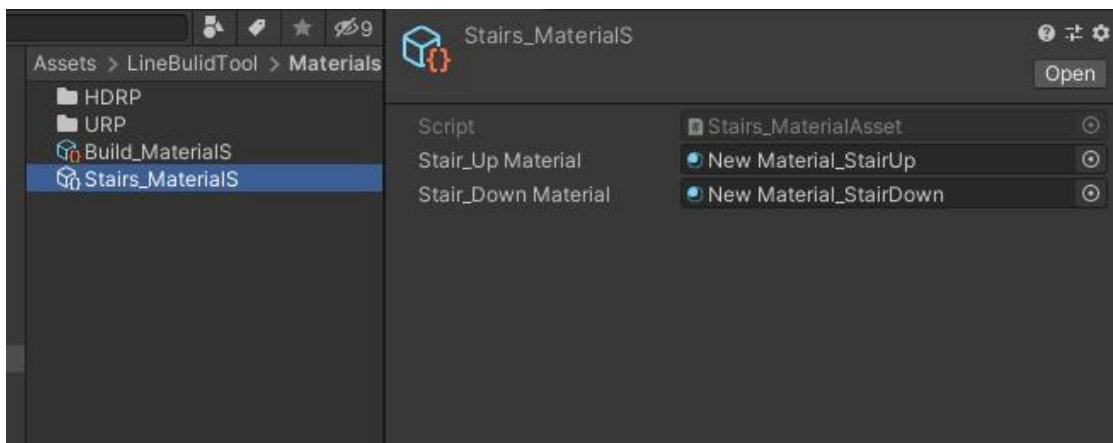 9
Assets > LineBulidTool > Materials
HDRP
URP
Build_MaterialS
Stairs_MaterialS
Stairs_MaterialS
Open
Script
Stairs_MaterialAsset
Stair_Up Material
New Material_StairUp
Stair_Down Material
New Material_StairDown